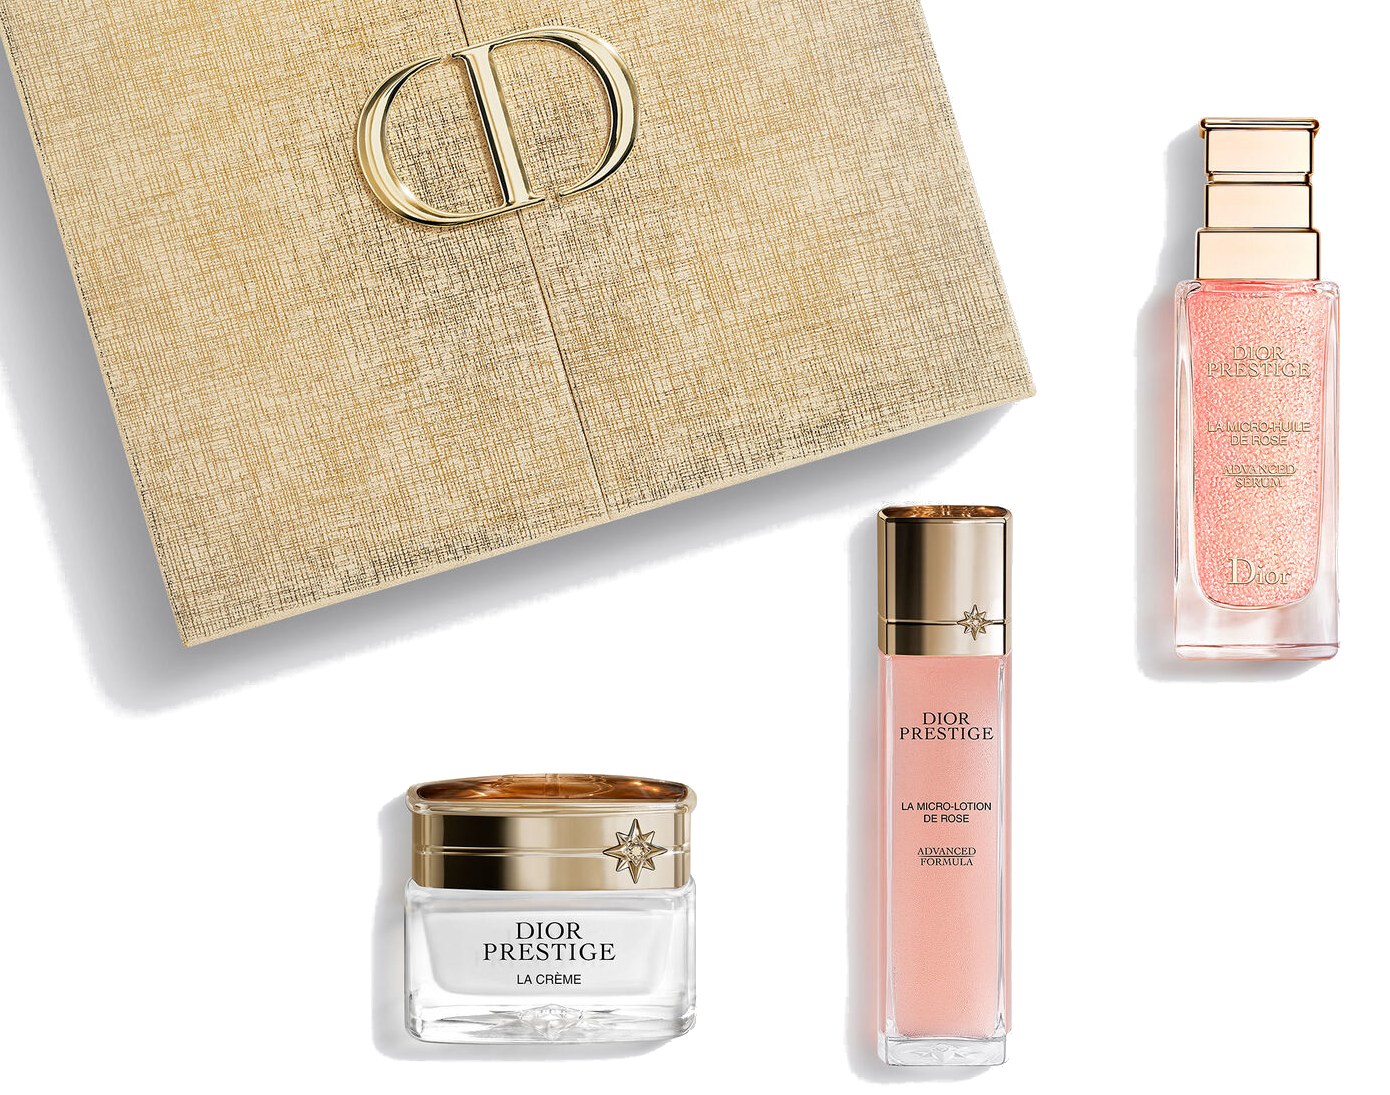 CD
DIOR
PRESTIGE
LA MICRO-HUILE
DE ROSE
ADVANCED
SERUM
Dior
DIOR
PRESTIGE
LA MICRO-LOTION
DE ROSE
ADVANCED
FORMULA
DIOR
PRESTIGE
LA CRÈME